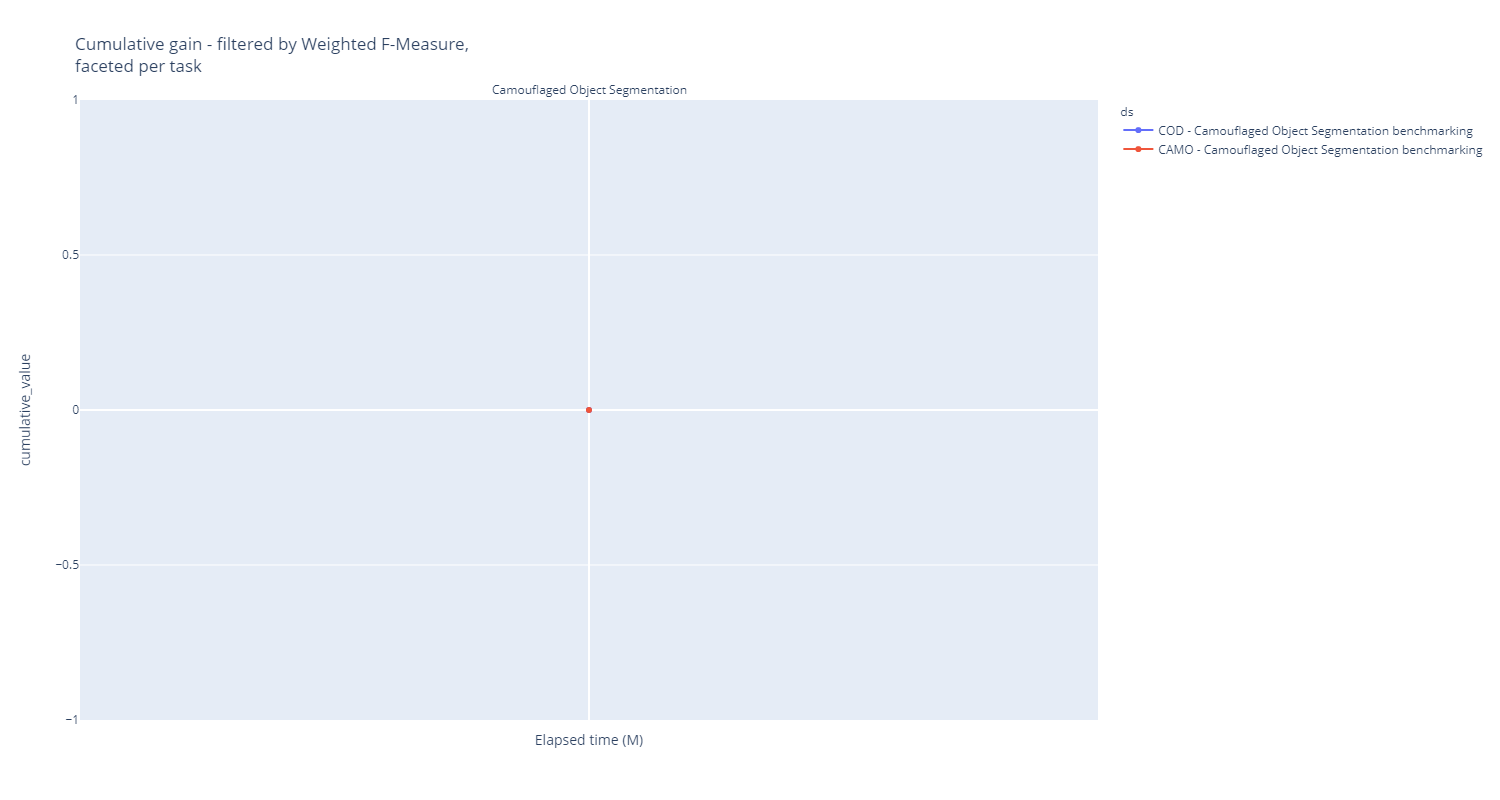 Cumulative gain - filtered by Weighted F-Measure,
faceted per task
Camouflaged Object Segmentation
1
0.5
0
−0.5
−1
cumulative_value
Elapsed time (M)
ds
COD - Camouflaged Object Segmentation benchmarking
CAMO - Camouflaged Object Segmentation benchmarking